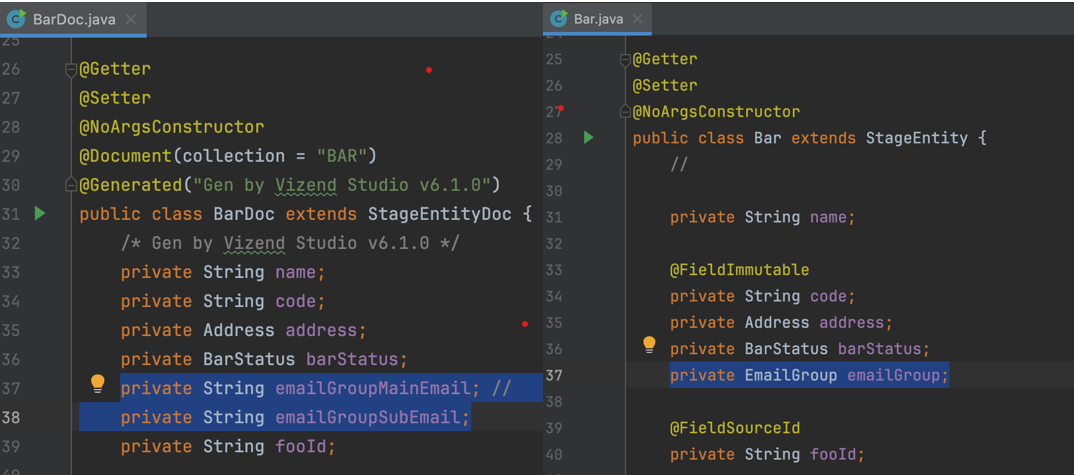 BarDoc.java
25
26 @Getter
27 @Setter
28 @NoArgsConstructor
29 @Document(collection = "BAR")
30 @Generated("Gen by Vizend Studio v6.1.0")
31 public class BarDoc extends StageEntityDoc {
32 /* Gen by Vizend Studio v6.1.0 */
33 private String name;
34 private String code;
35 private Address address;
36 private BarStatus barStatus;
37 private String emailGroupMainEmail; //
38 private String emailGroupSubEmail;
39 private String fooId;
40
Bar.java
24
25 @Getter
26 @Setter
27 @NoArgsConstructor
28 public class Bar extends StageEntity {
29 //
30
31 private String name;
32
33 @FieldImmutable
34 private String code;
35 private Address address;
36 private BarStatus barStatus;
37 private EmailGroup emailGroup;
38
39 @FieldSourceId
40 private String fooId;